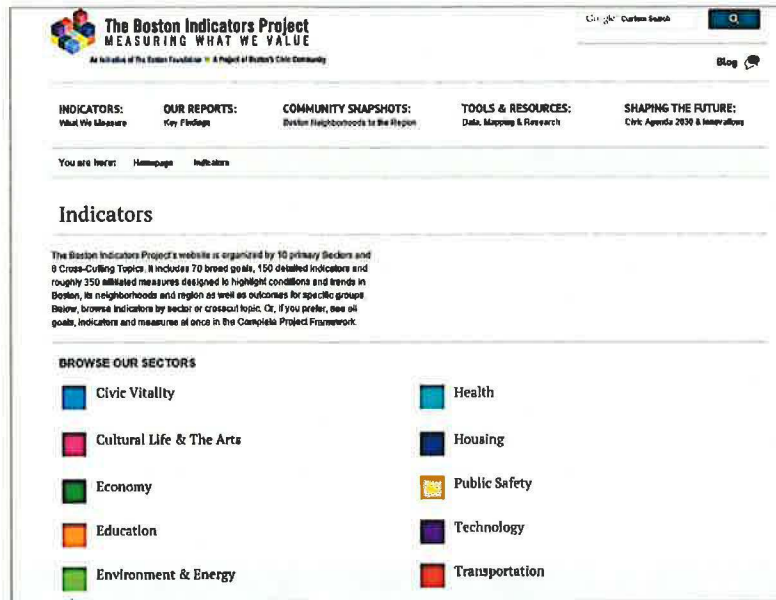 The Boston Indicators Project
MEASURING WHAT WE VALUE
An Initiative of The Boston Foundation A Project of Boston's Civic Community
Google Custom Search
Blog
INDICATORS:
What We Measure
OUR REPORTS:
Key Findings
COMMUNITY SNAPSHOTS:
Boston Neighborhoods to the Region
TOOLS & RESOURCES:
Data, Mapping & Research
SHAPING THE FUTURE:
Civic Agenda 2030 & Innovations
You are here: Homepage Indicators
Indicators
The Boston Indicators Project's website is organized by 10 primary Sectors and
8 Cross-Cutting Topics. It includes 70 broad goals, 150 detailed indicators and
roughly 350 affiliated measures designed to highlight conditions and trends in
Boston, its neighborhoods and region as well as outcomes for specific groups
Below, browse indicators by sector or crosscut topic. Or, if you prefer, see all
goals, indicators and measures at once in the Complete Project Framework.
BROWSE OUR SECTORS
Civic Vitality
Cultural Life & The Arts
Economy
Education
Environment & Energy
Health
Housing
Public Safety
Technology
Transportation